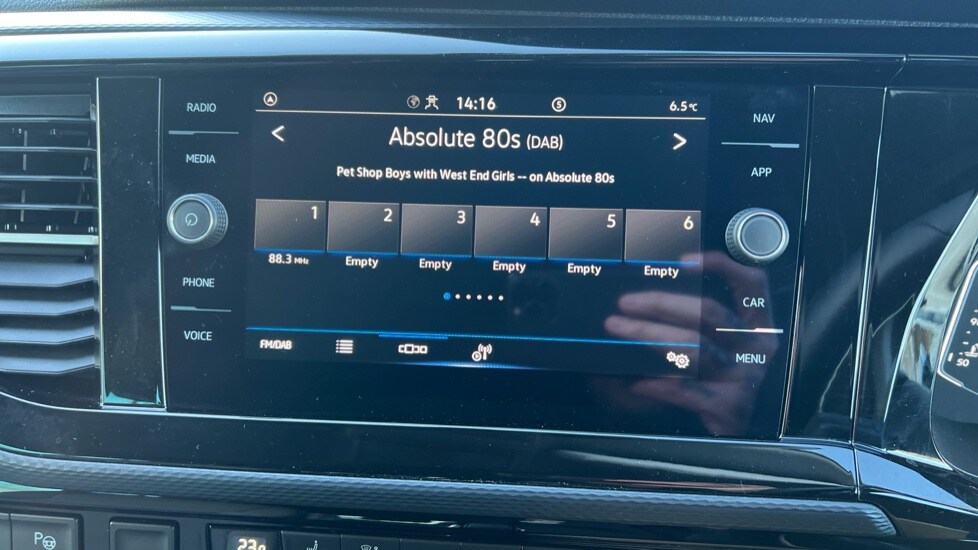 RADIO
MEDIA
PHONE
VOICE
14:16
S
6.5°C
Absolute 80s (DAB)
Pet Shop Boys with West End Girls -- on Absolute 80s
1 2 3 4 5 6
88.3 MHz Empty Empty Empty Empty Empty
FM/DAB
NAV
APP
CAR
MENU
50
P